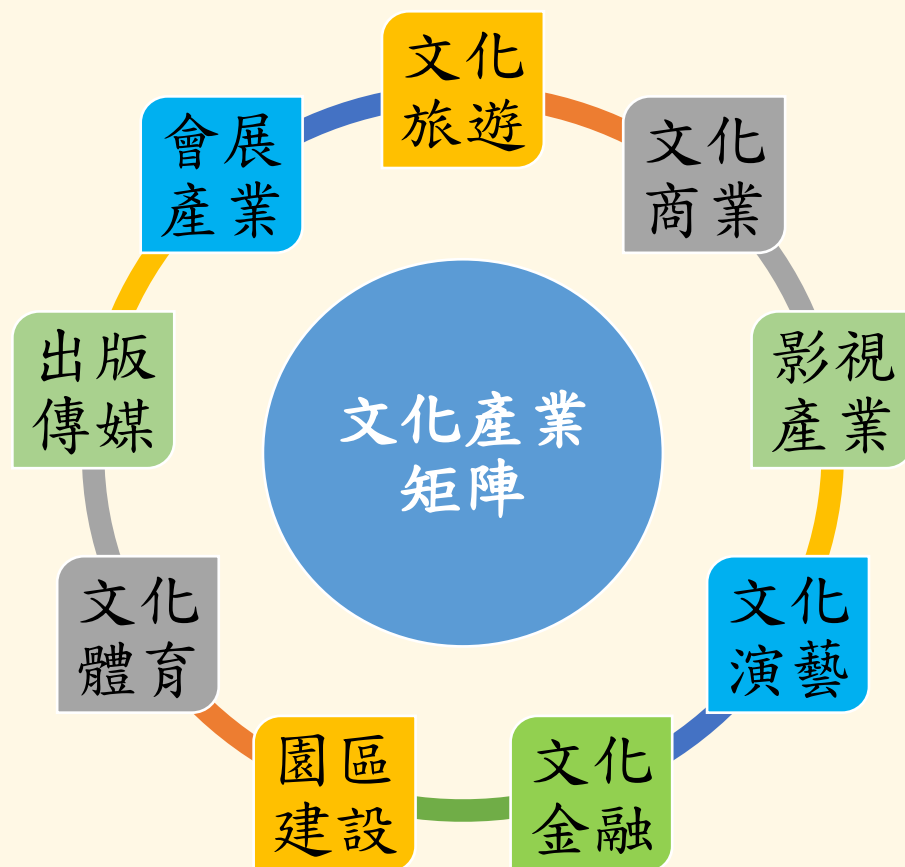 文化
旅遊
文化
商業
影視
產業
文化
演藝
文化
金融
園區
建設
文化
體育
出版
傳媒
會展
產業
文化產業
矩陣